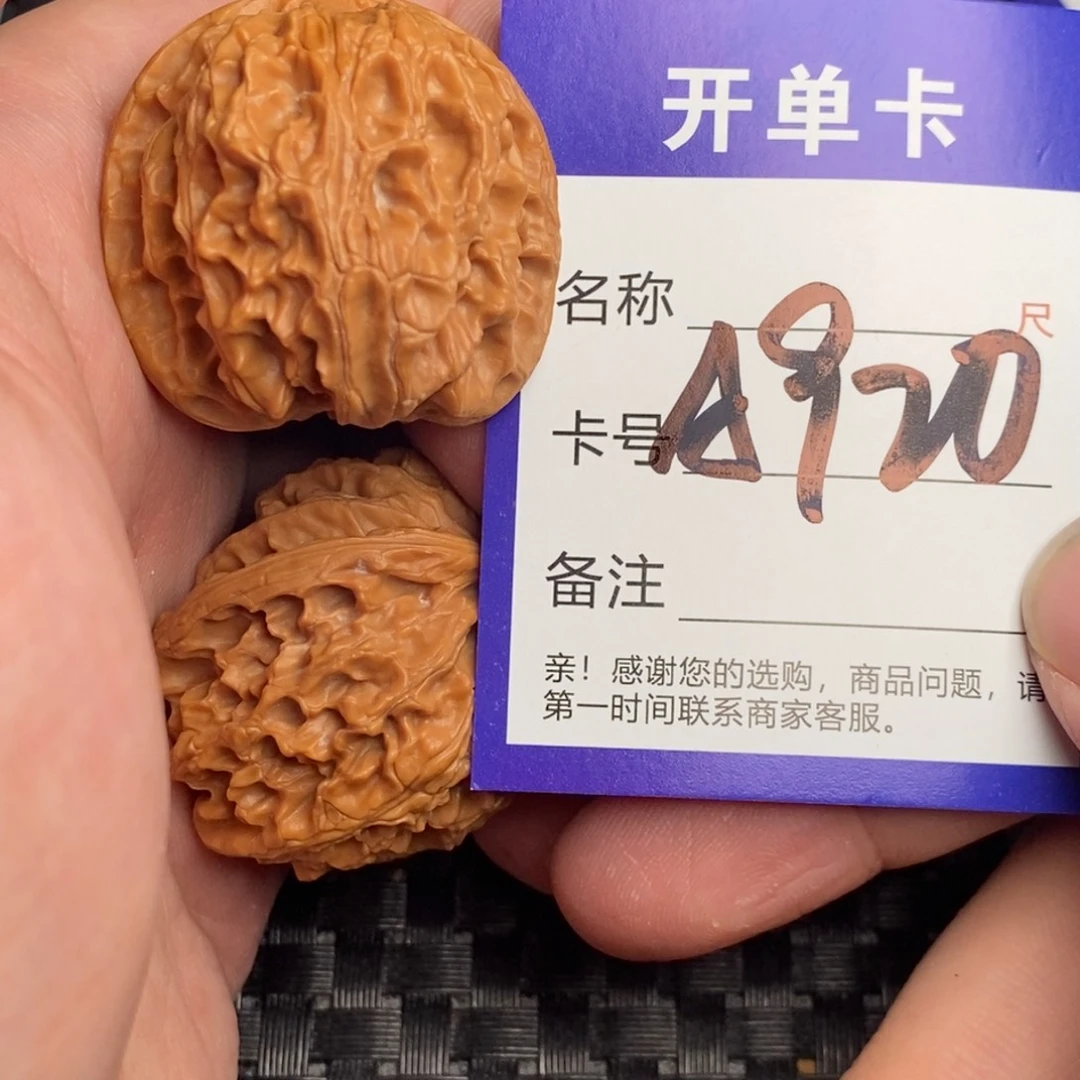 开单卡
名称
尺
卡号 A920
备注
亲！感谢您的选购，商品问题，请
第一时间联系商家客服。